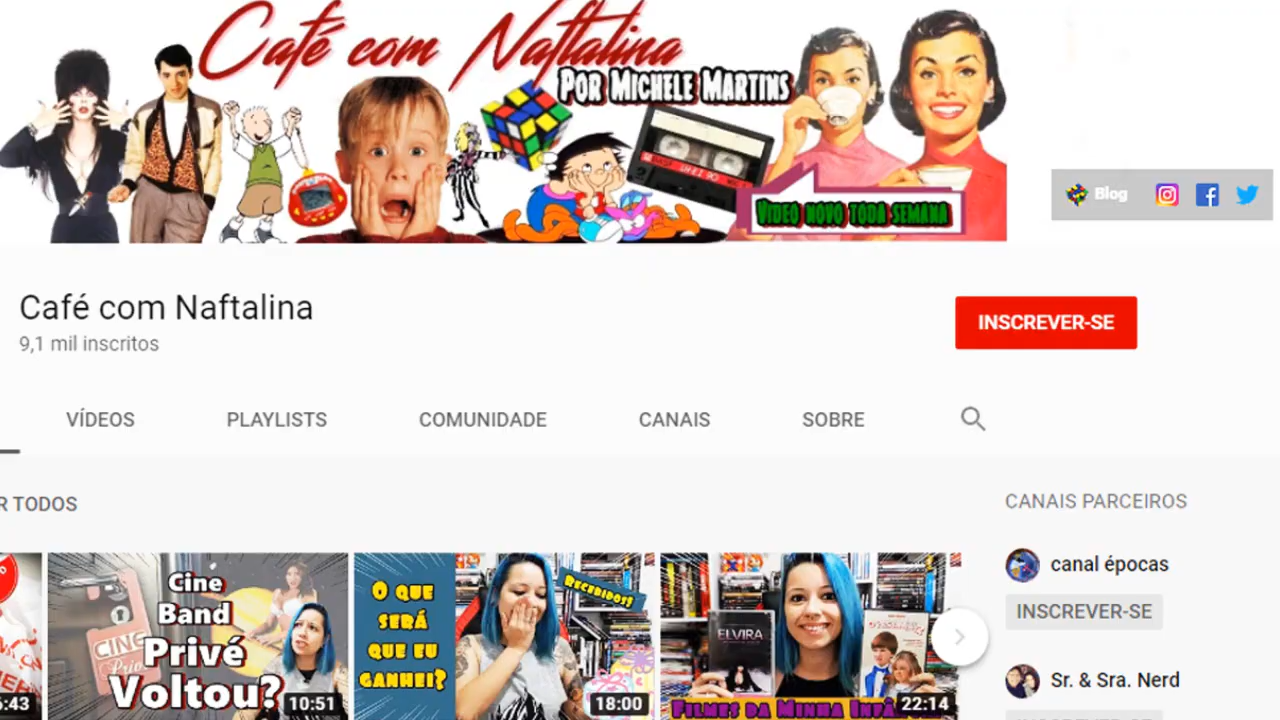 Café com Naftalina
Por Michele Martins
Vídeo novo toda semana
Blog
Café com Naftalina
9,1 mil inscritos
INSCREVER-SE
VÍDEOS
PLAYLISTS
COMUNIDADE
CANAIS
SOBRE
R TODOS
CANAIS PARCEIROS
:43
Cine
Band
Privé
Voltou?
10:51
O que
será
que eu
ganhei?
Recebidos
18:00
ELVIRA
Filmes da Minha Infân
22:14
canal épocas
INSCREVER-SE
Sr. & Sra. Nerd